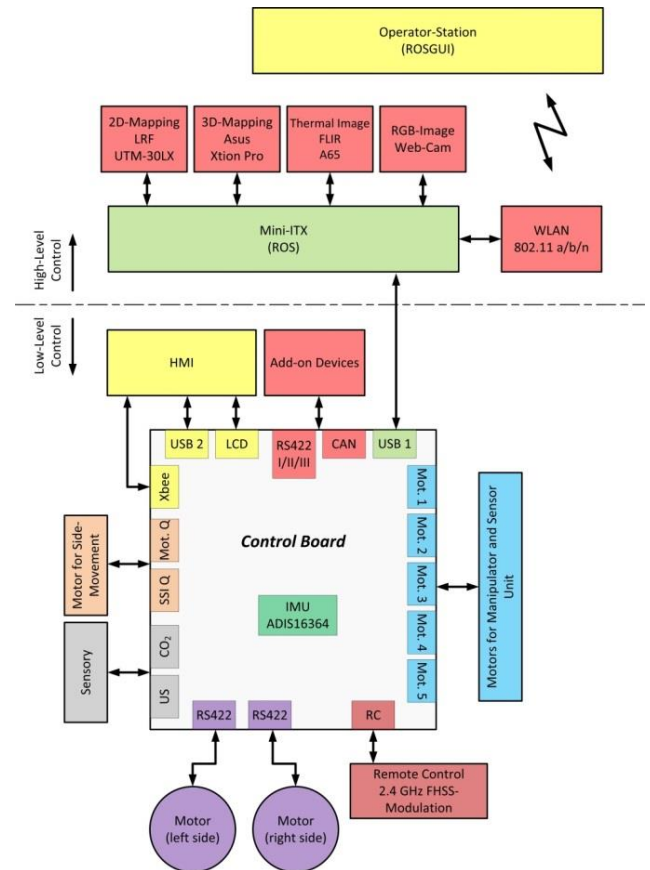 Operator-Station
(ROSGUI)
2D-Mapping
LRF
UTM-30LX
3D-Mapping
Asus
Xtion Pro
Thermal Image
FLIR
A65
RGB-Image
Web-Cam
Mini-ITX
(ROS)
WLAN
802.11 a/b/n
High-Level
Control
Low-Level
Control
HMI
Add-on Devices
USB 2
LCD
RS422
I/II/III
CAN
USB 1
Xbee
Mot. Q
SSI Q
CO₂
US
Motor for Side-
Movement
Sensory
Control Board
IMU
ADIS16364
Mot. 1
Mot. 2
Mot. 3
Mot. 4
Mot. 5
Motors for Manipulator and Sensor
Unit
RS422
RS422
RC
Motor
(left side)
Motor
(right side)
Remote Control
2.4 GHz FHSS-
Modulation